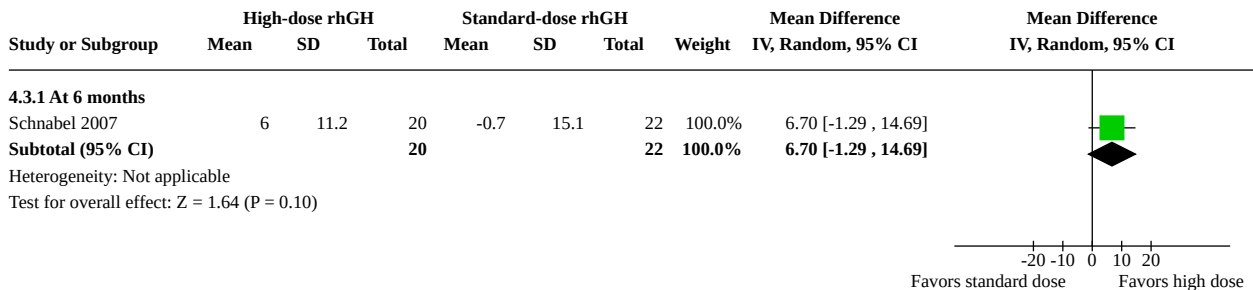 High-dose rhGH Standard-dose rhGH Mean Difference Mean Difference
Study or Subgroup Mean SD Total Mean SD Total Weight IV, Random, 95% CI IV, Random, 95% CI
4.3.1 At 6 months
Schnabel 2007 6 11.2 20 -0.7 15.1 22 100.0% 6.70 [-1.29 , 14.69]
Subtotal (95% CI) 20 22 100.0% 6.70 [-1.29 , 14.69]
Heterogeneity: Not applicable
Test for overall effect: Z = 1.64 (P = 0.10)
-20 -10 0 10 20
Favors standard dose Favors high dose